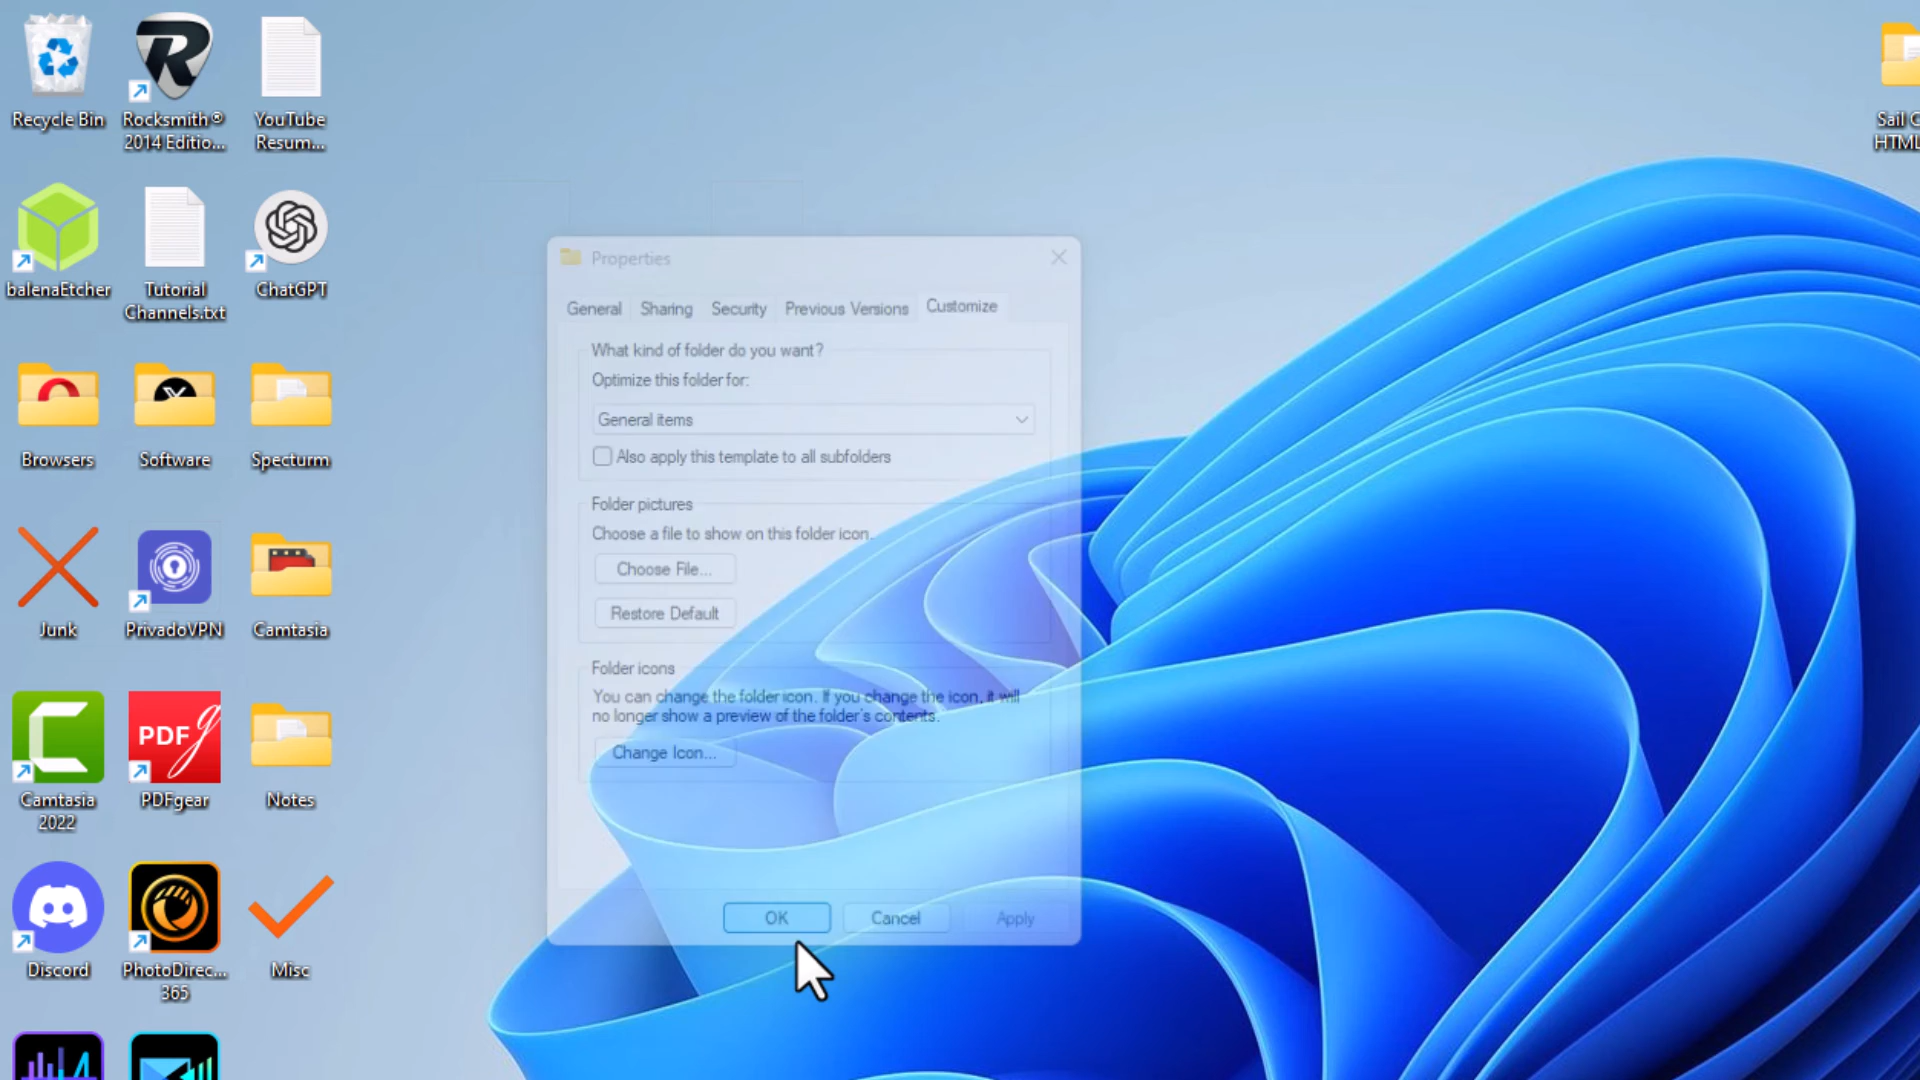 Recycle Bin
Rocksmith®
2014 Editio...
YouTube
Resum...
Sail
HTML
balenaEtcher
Tutorial
Channels.txt
ChatGPT
Browsers
Software
Specturm
Junk
PrivadoVPN
Camtasia
Camtasia
2022
PDF
PDFgear
Notes
Discord
PhotoDirec...
365
Misc
Properties
General
Sharing
Security
Previous Versions
Customize
What kind of folder do you want?
Optimize this folder for:
General items
Also apply this template to all subfolders
Folder pictures
Choose a file to show on this folder icon.
Choose File...
Restore Default
Folder icons
You can change the folder icon. If you change the icon, it will
no longer show a preview of the folder's contents.
Change Icon...
OK
Cancel
Apply